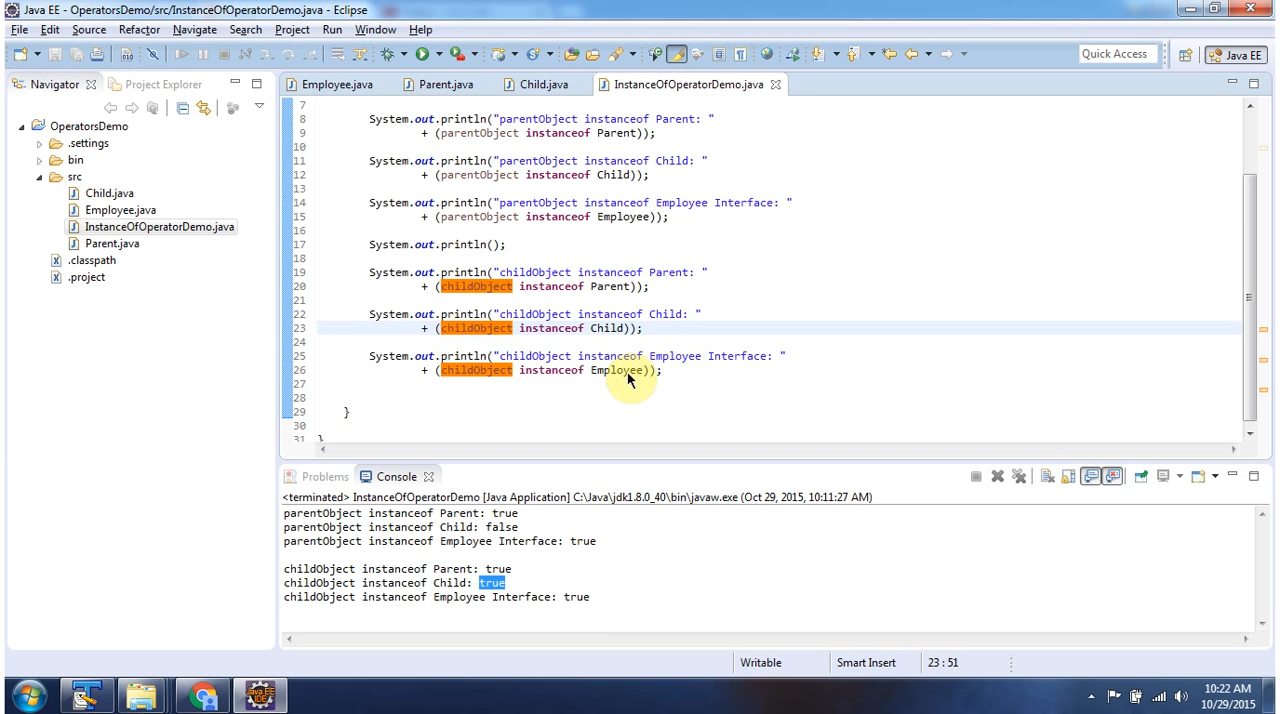 Java EE - OperatorsDemo/src/InstanceOfOperatorDemo.java - Eclipse
File Edit Source Refactor Navigate Search Project Run Window Help
Quick Access Java EE
Navigator Project Explorer
Employee.java Parent.java Child.java InstanceOfOperatorDemo.java
OperatorsDemo
.settings
bin
src
Child.java
Employee.java
InstanceOfOperatorDemo.java
Parent.java
.classpath
.project
7
8 System.out.println("parentObject instanceof Parent: "
9 + (parentObject instanceof Parent));
10
11 System.out.println("parentObject instanceof Child: "
12 + (parentObject instanceof Child));
13
14 System.out.println("parentObject instanceof Employee Interface: "
15 + (parentObject instanceof Employee));
16
17 System.out.println();
18
19 System.out.println("childObject instanceof Parent: "
20 + (childObject instanceof Parent));
21
22 System.out.println("childObject instanceof Child: "
23 + (childObject instanceof Child));
24
25 System.out.println("childObject instanceof Employee Interface: "
26 + (childObject instanceof Employee));
27
28
29 }
30
31 }
Problems Console
<terminated> InstanceOfOperatorDemo [Java Application] C:\Java\jdk1.8.0_40\bin\javaw.exe (Oct 29, 2015, 10:11:27 AM)
parentObject instanceof Parent: true
parentObject instanceof Child: false
parentObject instanceof Employee Interface: true
childObject instanceof Parent: true
childObject instanceof Child: true
childObject instanceof Employee Interface: true
Writable Smart Insert 23 : 51
Java EE
IDE
10:22 AM
10/29/2015